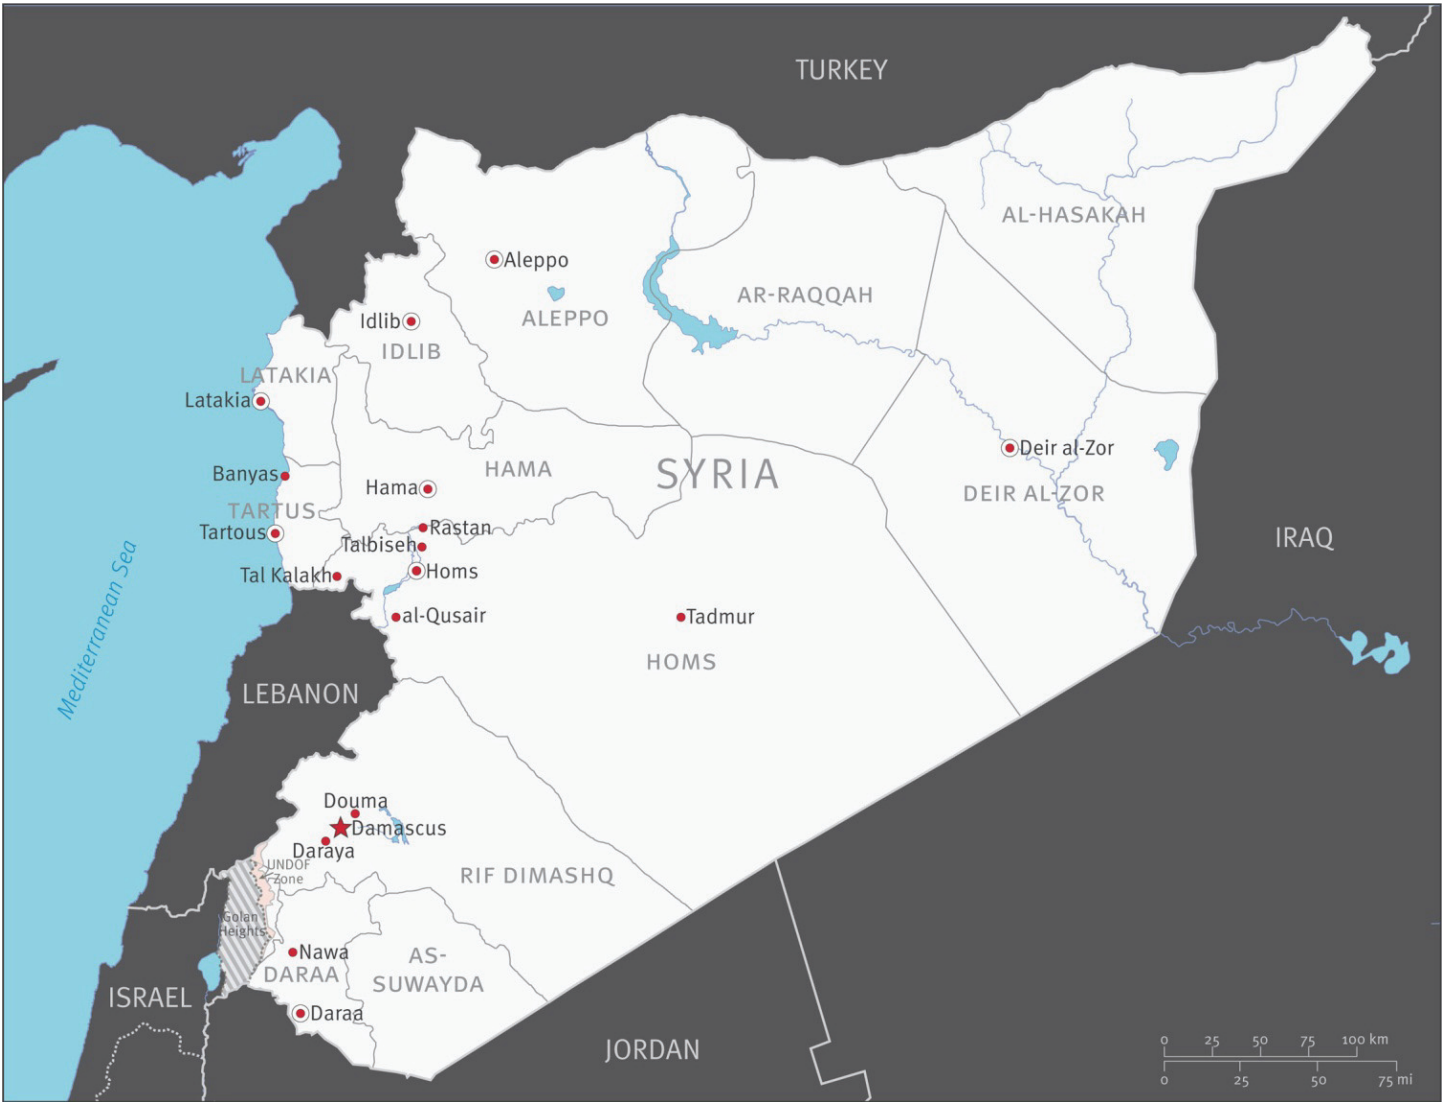 TURKEY
AL-HASAKAH
Aleppo
AR-RAQQAH
ALEPPO
Idlib
IDLIB
LATAKIA
Latakia
Deir al-Zor
HAMA
SYRIA
Banyas
Hama
DEIR AL-ZOR
TARTUS
Rastan
Tartous
Talbiseh
IRAQ
Tal Kalakh
Homs
al-Qusair
Tadmur
Mediterranean Sea
HOMS
LEBANON
Douma
Damascus
Daraya
UNDOF
Zone
RIF DIMASHQ
Golan
Heights
Nawa
AS-
SUWAYDA
DARAA
ISRAEL
Daraa
JORDAN
0 25 50 75 100 km
0 25 50 75 mi